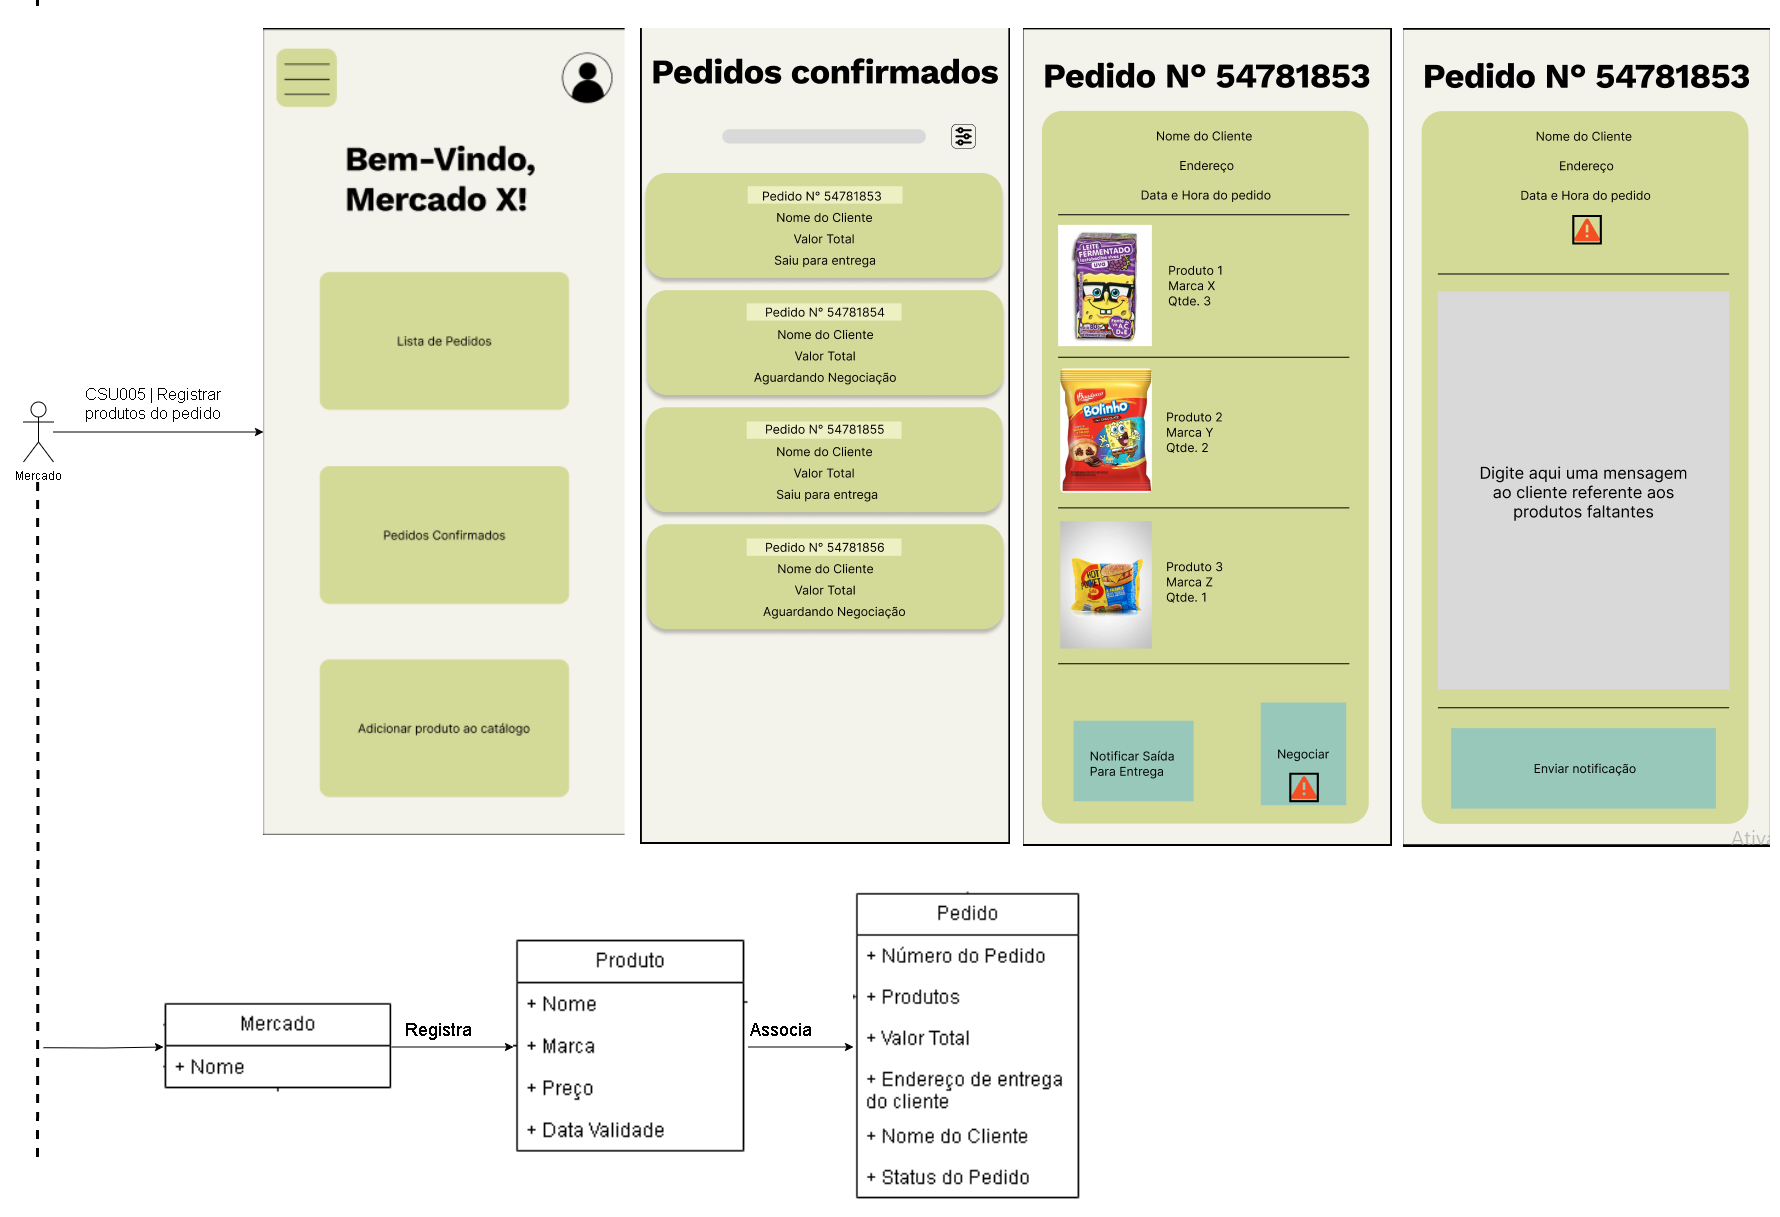 CSU005 | Registrar
produtos do pedido
Mercado
Bem-Vindo,
Mercado X!
Lista de Pedidos
Pedidos Confirmados
Adicionar produto ao catálogo
Pedidos confirmados
Pedido N° 54781853
Nome do Cliente
Valor Total
Saiu para entrega
Pedido N° 54781854
Nome do Cliente
Valor Total
Aguardando Negociação
Pedido N° 54781855
Nome do Cliente
Valor Total
Saiu para entrega
Pedido N° 54781856
Nome do Cliente
Valor Total
Aguardando Negociação
Pedido N° 54781853
Nome do Cliente
Endereço
Data e Hora do pedido
LEITE
FERMENTADO
uva
Produto 1
Marca X
Qtde. 3
Bauducco
Bolinho
Produto 2
Marca Y
Qtde. 2
HOT
Produto 3
Marca Z
Qtde. 1
Notificar Saída
Para Entrega
Negociar
Pedido N° 54781853
Nome do Cliente
Endereço
Data e Hora do pedido
Digite aqui uma mensagem
ao cliente referente aos
produtos faltantes
Enviar notificação
Ativa
Mercado
+ Nome
Registra
Produto
+ Nome
+ Marca
+ Preço
+ Data Validade
Associa
Pedido
+ Número do Pedido
+ Produtos
+ Valor Total
+ Endereço de entrega
do cliente
+ Nome do Cliente
+ Status do Pedido